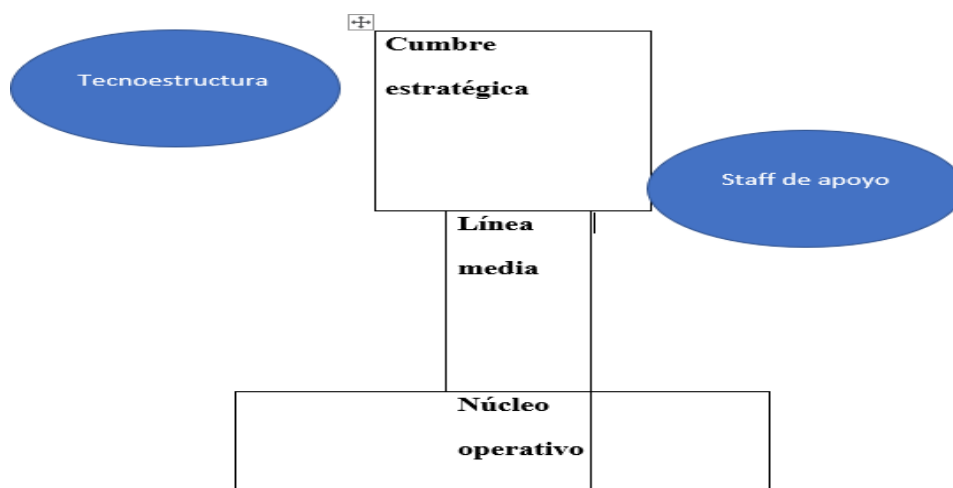 Tecnoestructura
Cumbre
estratégica
Staff de apoyo
Línea
media
Núcleo
operativo